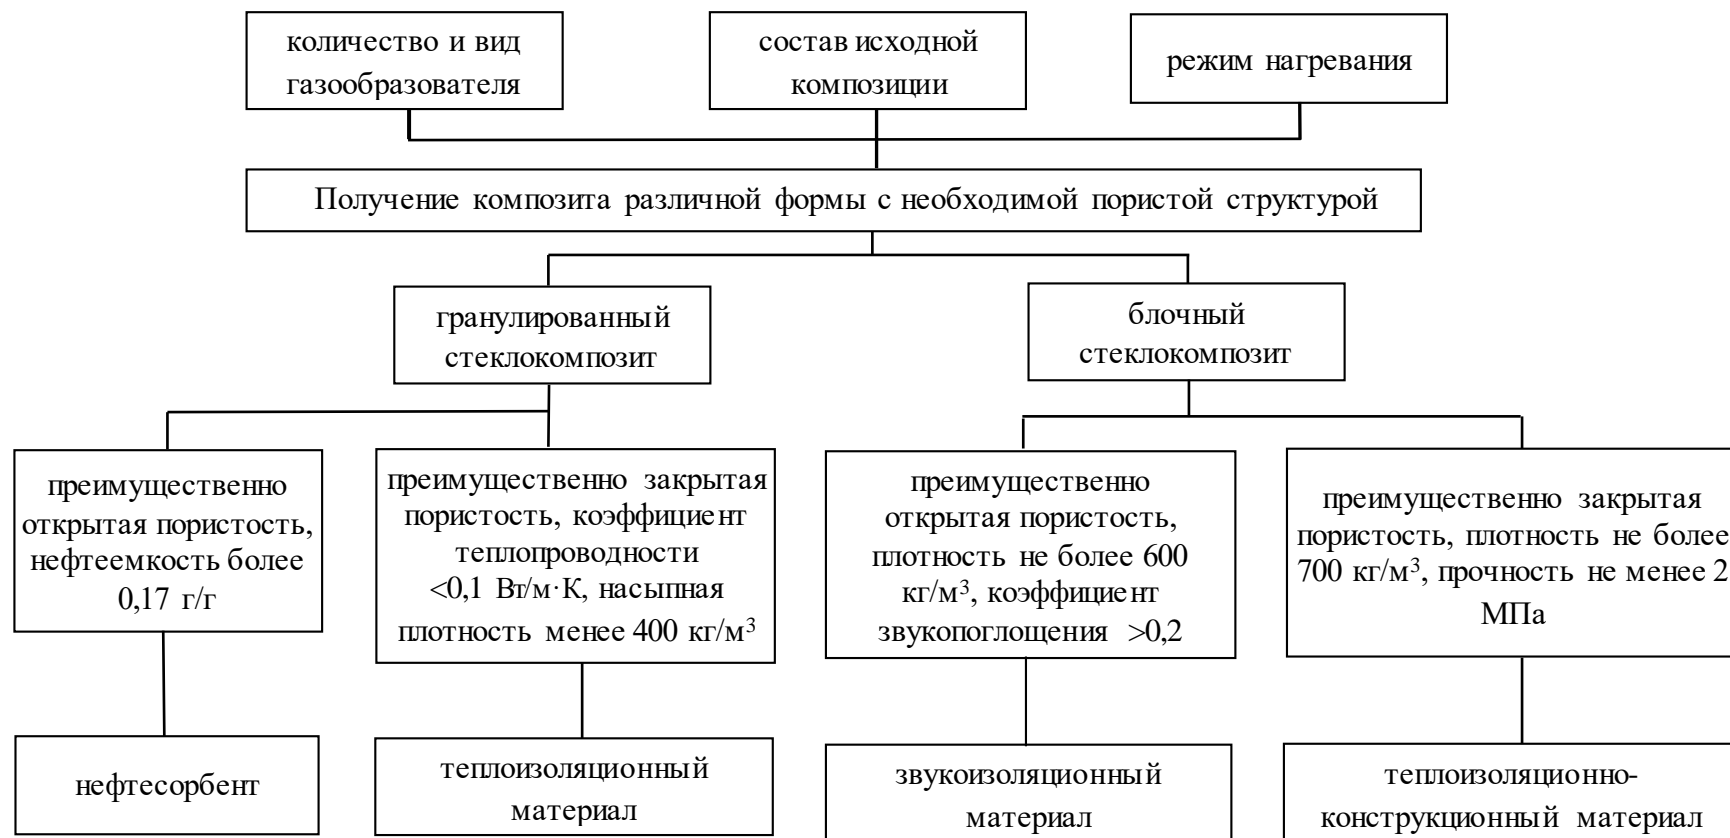 количество и вид
газообразователя
состав исходной
композиции
режим нагревания
Получение композита различной формы с необходимой пористой структурой
гранулированный
стеклокомпозит
блочный
стеклокомпозит
преимущественно
открытая пористость,
нефтеемкость более
0,17 г/г
преимущественно закрытая
пористость, коэффициент
теплопроводности
<0,1 Вт/м·К, насыпная
плотность менее 400 кг/м³
преимущественно
открытая пористость,
плотность не более 600
кг/м³, коэффициент
звукопоглощения >0,2
преимущественно закрытая
пористость, плотность не более
700 кг/м³, прочность не менее 2
МПа
нефтесорбент
теплоизоляционный
материал
звукоизоляционный
материал
теплоизоляционно-
конструкционный материал